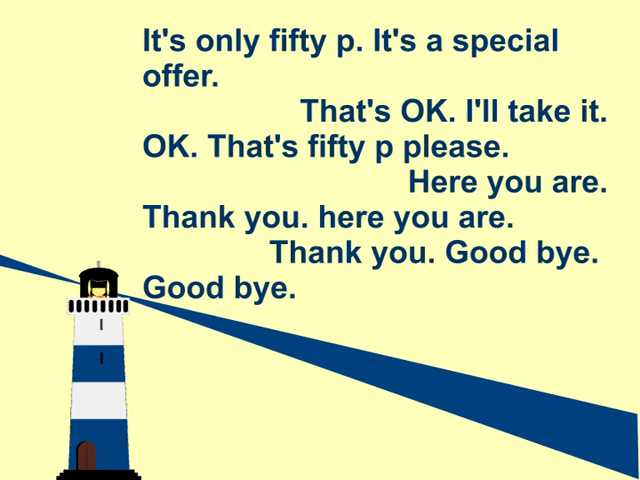 It's only fifty p. It's a special
offer.
That's OK. I'll take it.
OK. That's fifty p please.
Here you are.
Thank you. here you are.
Thank you. Good bye.
Good bye.